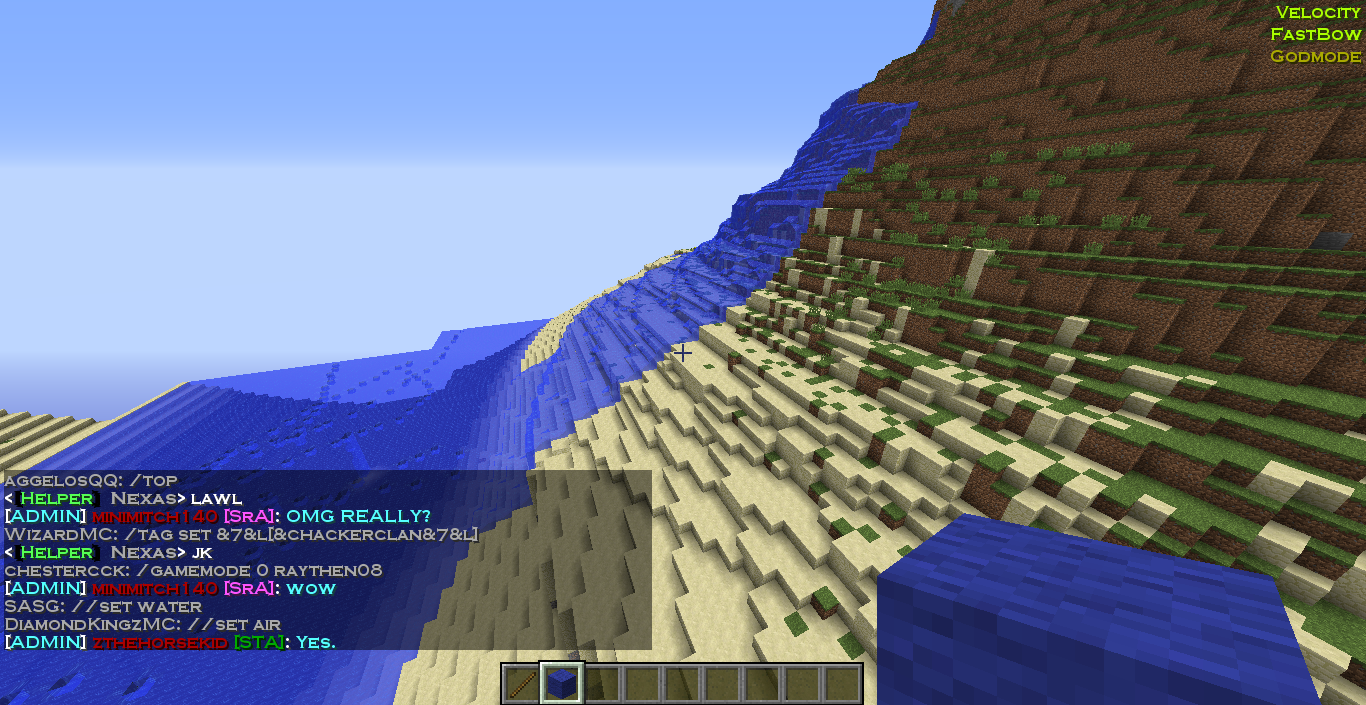 Velocity
FastBow
Godmode
aggelosQQ: /top
< Helper Nexas> lawl
[ADMIN] minimitch140 [SrA]: OMG REALLY?
WizardMC: /tag set &7&l[&chackerclan&7&l]
< Helper Nexas> jk
chestercck: /gamemode 0 raythen08
[ADMIN] minimitch140 [SrA]: wow
SASG: //set water
DiamondKingzMC: //set air
[ADMIN] zthehorsekid [STA]: Yes.